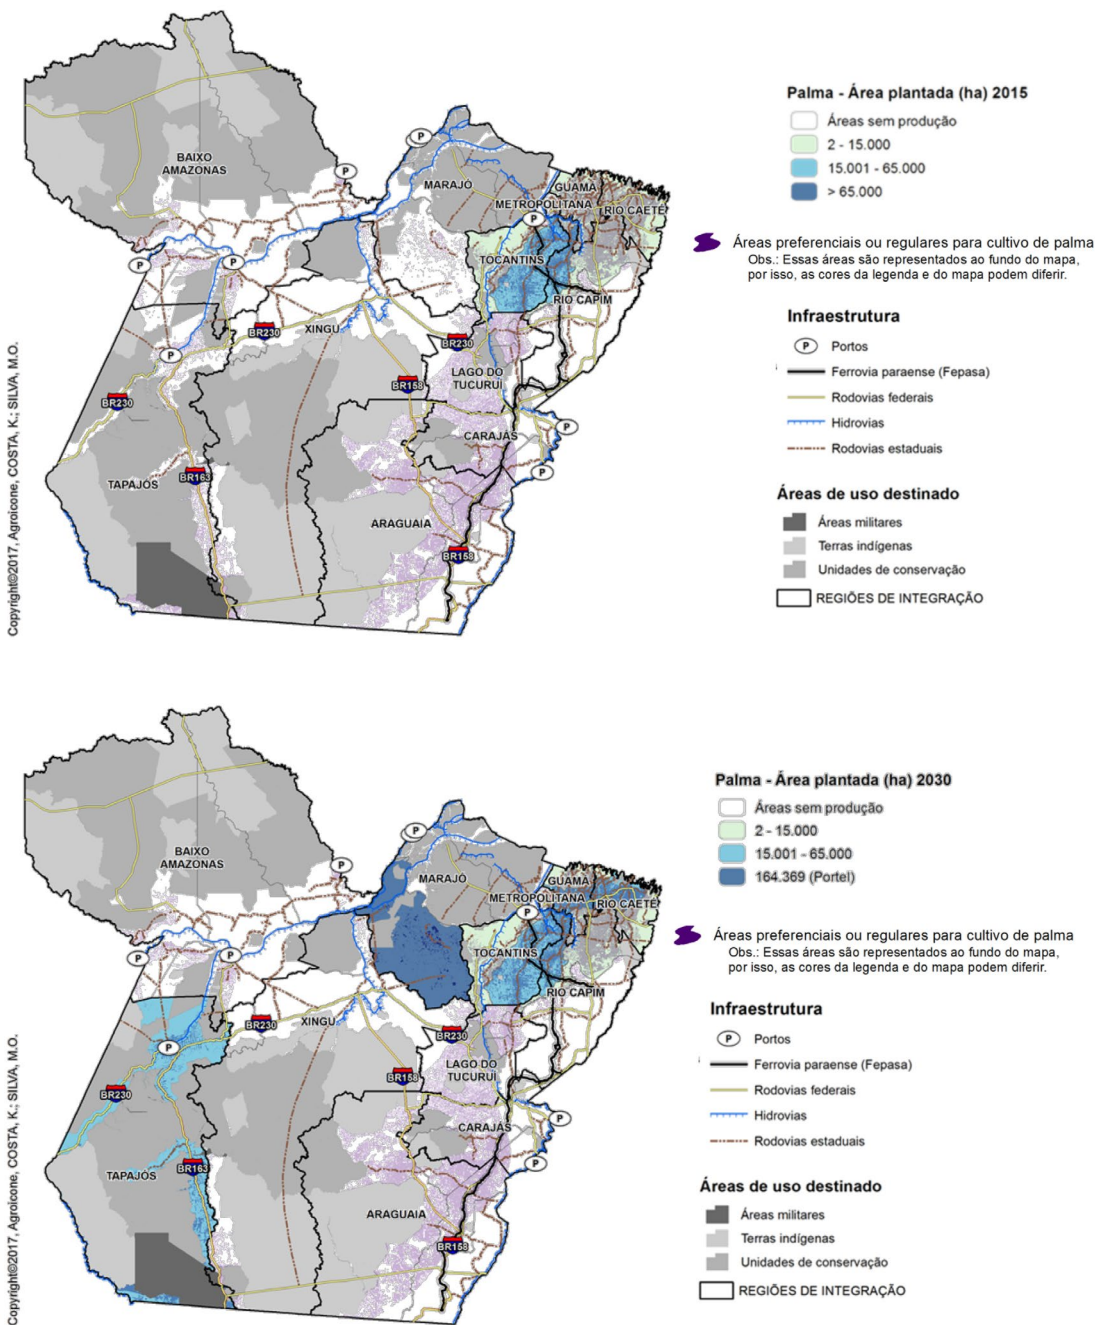 Palma - Área plantada (ha) 2015
Áreas sem produção
2 - 15.000
15.001 - 65.000
> 65.000
Áreas preferenciais ou regulares para cultivo de palma
Obs.: Essas áreas são representados ao fundo do mapa,
por isso, as cores da legenda e do mapa podem diferir.
Infraestrutura
P Portos
Ferrovia paraense (Fepasa)
Rodovias federais
Hidrovias
Rodovias estaduais
Áreas de uso destinado
Áreas militares
Terras indígenas
Unidades de conservação
REGIÕES DE INTEGRAÇÃO
BAIXO
AMAZONAS
P
P
MARAJÓ
GUAMÁ
METROPOLITANA
RIO CAETÉ
P
TOCANTINS
P
P
RIO CAPIM
XINGU
BR230
BR230
P
LAGO DO
TUCURUÍ
BR158
BR230
CARAJÁS
P
P
TAPAJÓS
BR163
ARAGUAIA
BR158
Copyright©2017, Agroicone, COSTA, K.; SILVA, M.O.
Palma - Área plantada (ha) 2030
Áreas sem produção
2 - 15.000
15.001 - 65.000
164.369 (Portel)
Áreas preferenciais ou regulares para cultivo de palma
Obs.: Essas áreas são representados ao fundo do mapa,
por isso, as cores da legenda e do mapa podem diferir.
Infraestrutura
P Portos
Ferrovia paraense (Fepasa)
Rodovias federais
Hidrovias
Rodovias estaduais
Áreas de uso destinado
Áreas militares
Terras indígenas
Unidades de conservação
REGIÕES DE INTEGRAÇÃO
BAIXO
AMAZONAS
P
P
MARAJÓ
GUAMÁ
METROPOLITANA
RIO CAETÉ
P
TOCANTINS
P
P
RIO CAPIM
XINGU
BR230
BR230
P
LAGO DO
TUCURUÍ
BR158
BR230
CARAJÁS
P
P
TAPAJÓS
BR163
ARAGUAIA
BR158
Copyright©2017, Agroicone, COSTA, K.; SILVA, M.O.